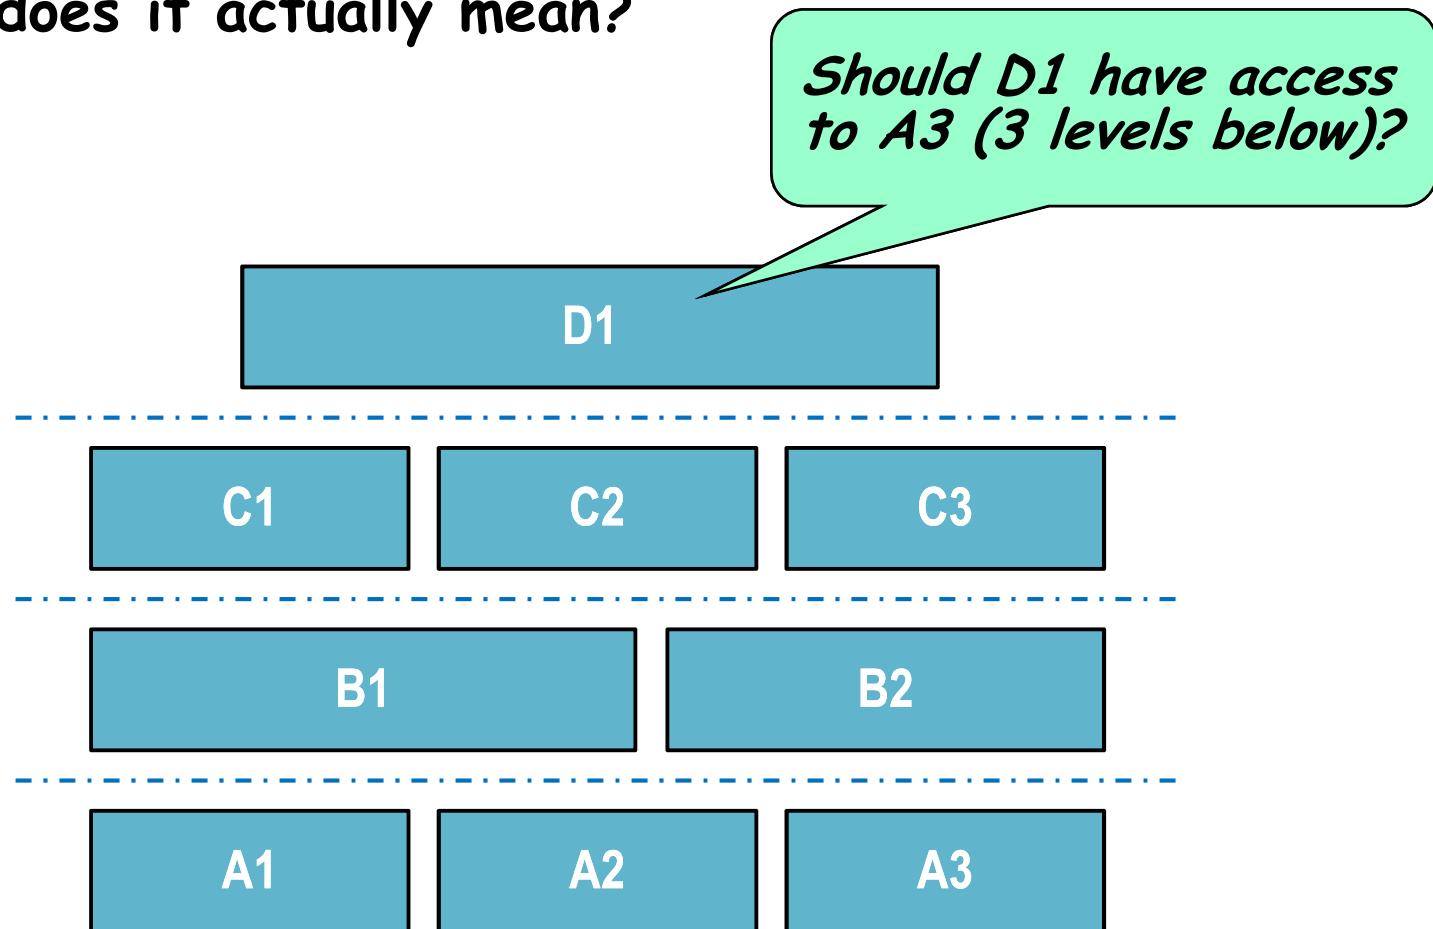 does it actually mean?
Should D1 have access
to A3 (3 levels below)?
D1
C1 C2 C3
B1 B2
A1 A2 A3